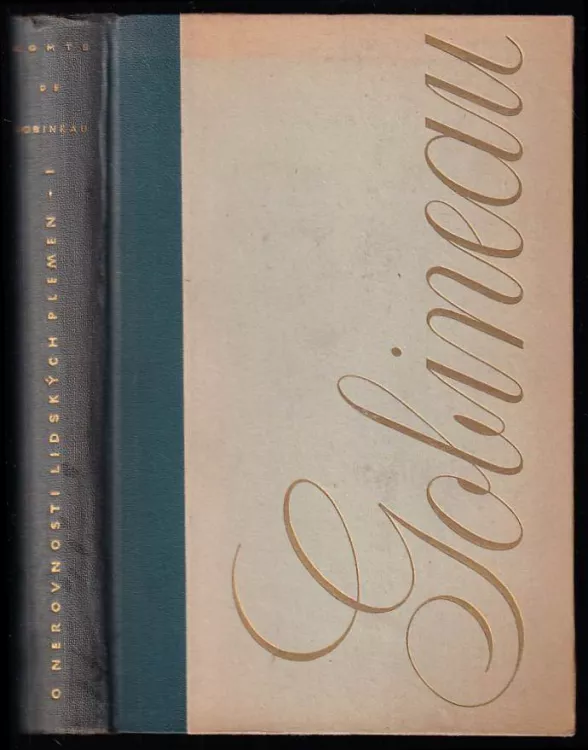 COMTE
DE
GOBINEAU
O NEROVNOSTI LIDSKÝCH PLEMEN - I
Gobineau